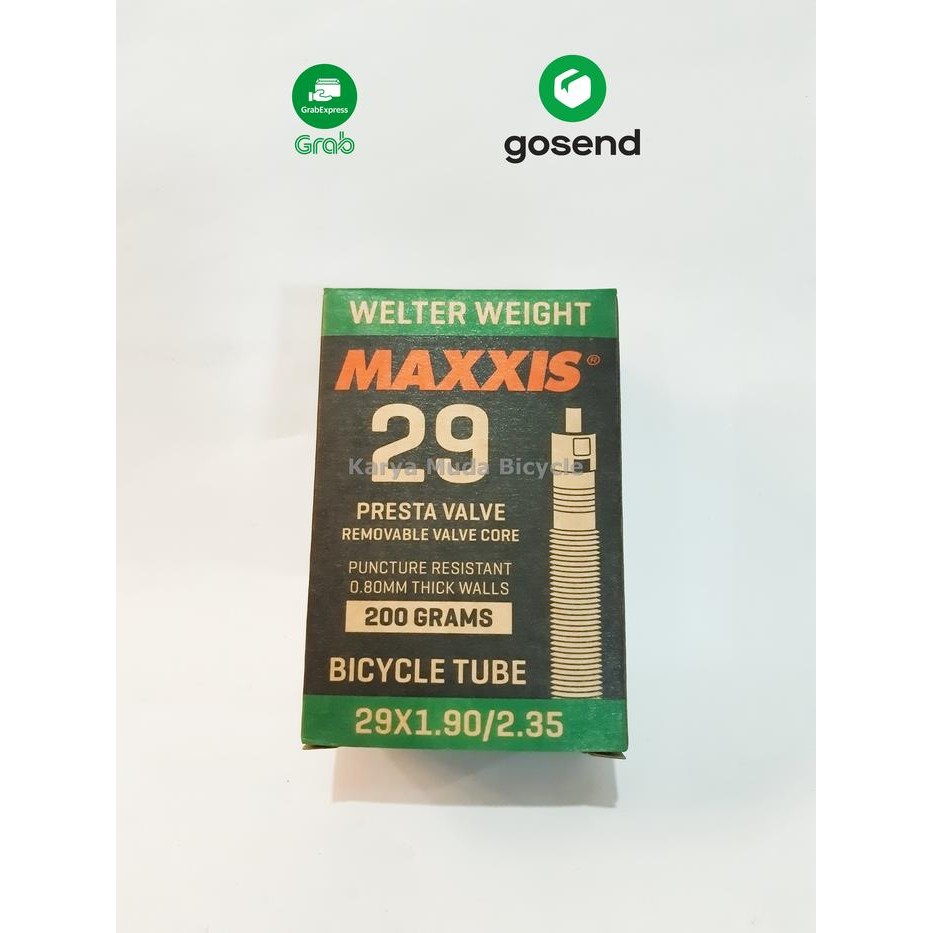 GrabExpress
Grab
gosend
WELTER WEIGHT
MAXXIS®
29
Karya Muda Bicycle
PRESTA VALVE
REMOVABLE VALVE CORE
PUNCTURE RESISTANT
0.80MM THICK WALLS
200 GRAMS
BICYCLE TUBE
29X1.90/2.35